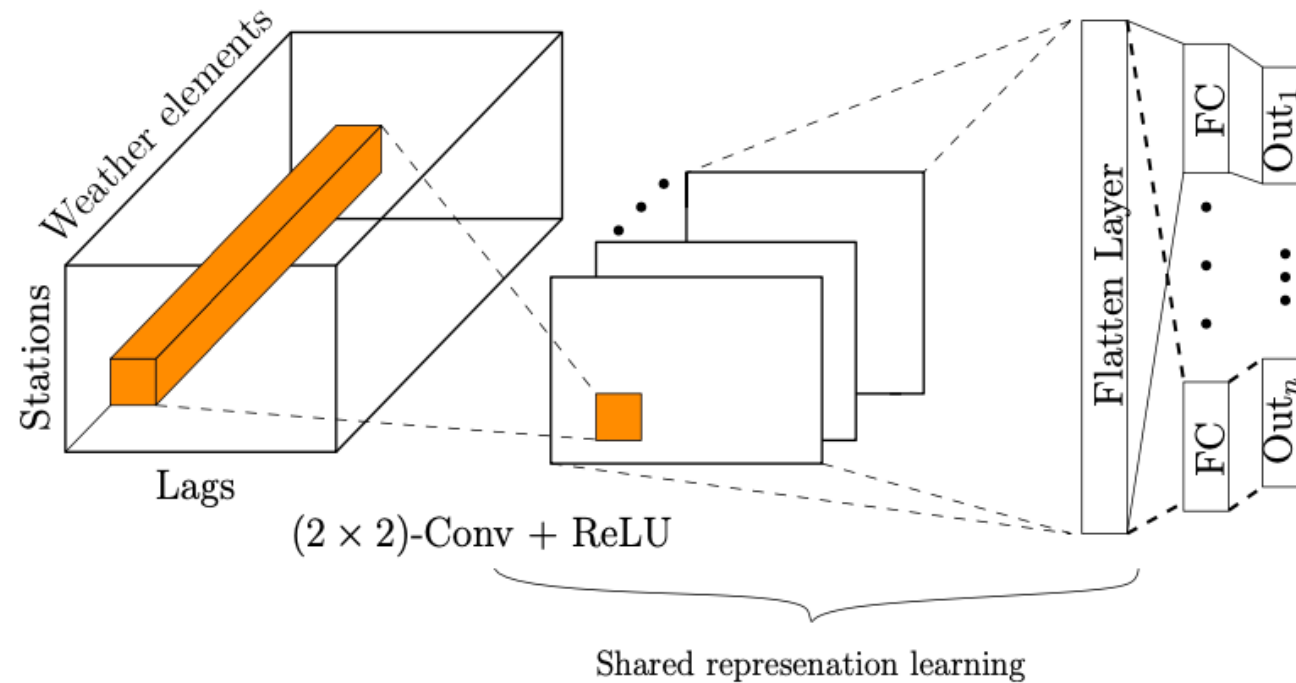 Weather elements
Stations
Lags
(2 × 2)-Conv + ReLU
Flatten Layer
FC
Out₁
FC
Outₙ
Shared represenation learning